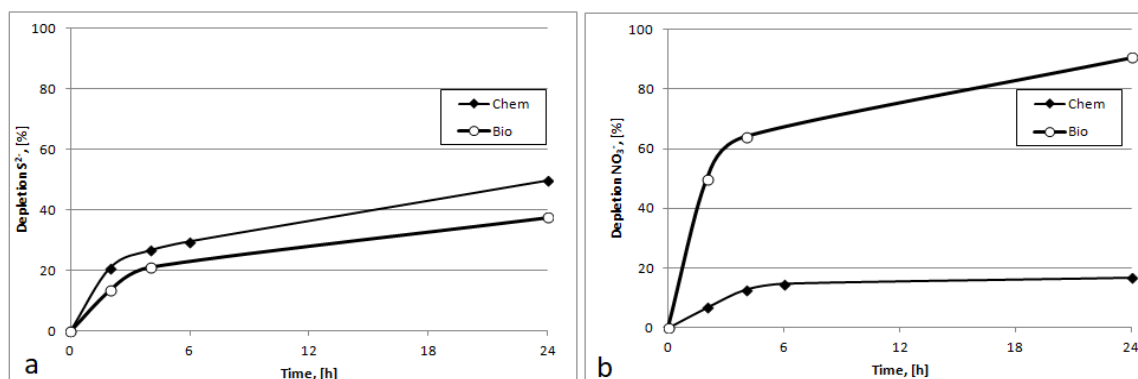 100
80
60
40
20
0
Depletion S²⁻, [%]
Chem
Bio
0 6 12 18 24
Time, [h]
a
100
80
60
40
20
0
Depletion NO₃⁻, [%]
Chem
Bio
0 6 12 18 24
Time, [h]
b